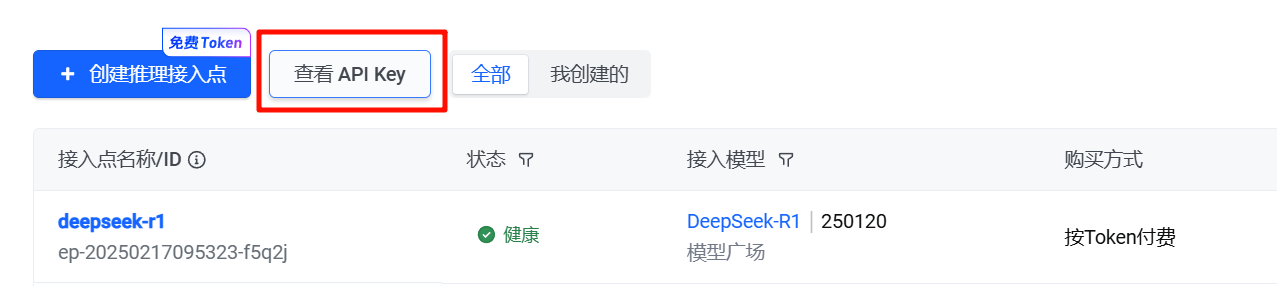 免费Token
+ 创建推理接入点 查看 API Key 全部 我创建的
接入点名称/ID 状态 接入模型 购买方式
deepseek-r1 DeepSeek-R1 | 250120
ep-20250217095323-f5q2j 健康 模型广场 按Token付费